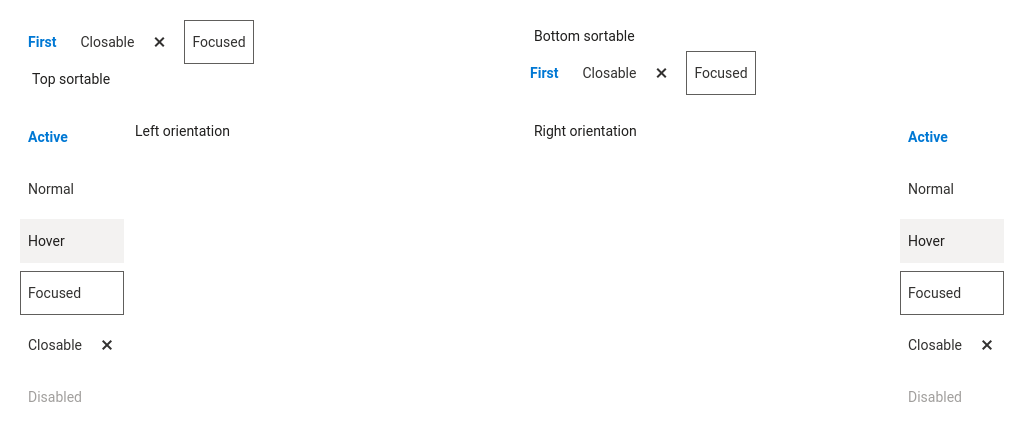 First Closable Focused
Top sortable
Bottom sortable
First Closable Focused
Active
Left orientation
Normal
Hover
Focused
Closable
Disabled
Right orientation
Active
Normal
Hover
Focused
Closable
Disabled